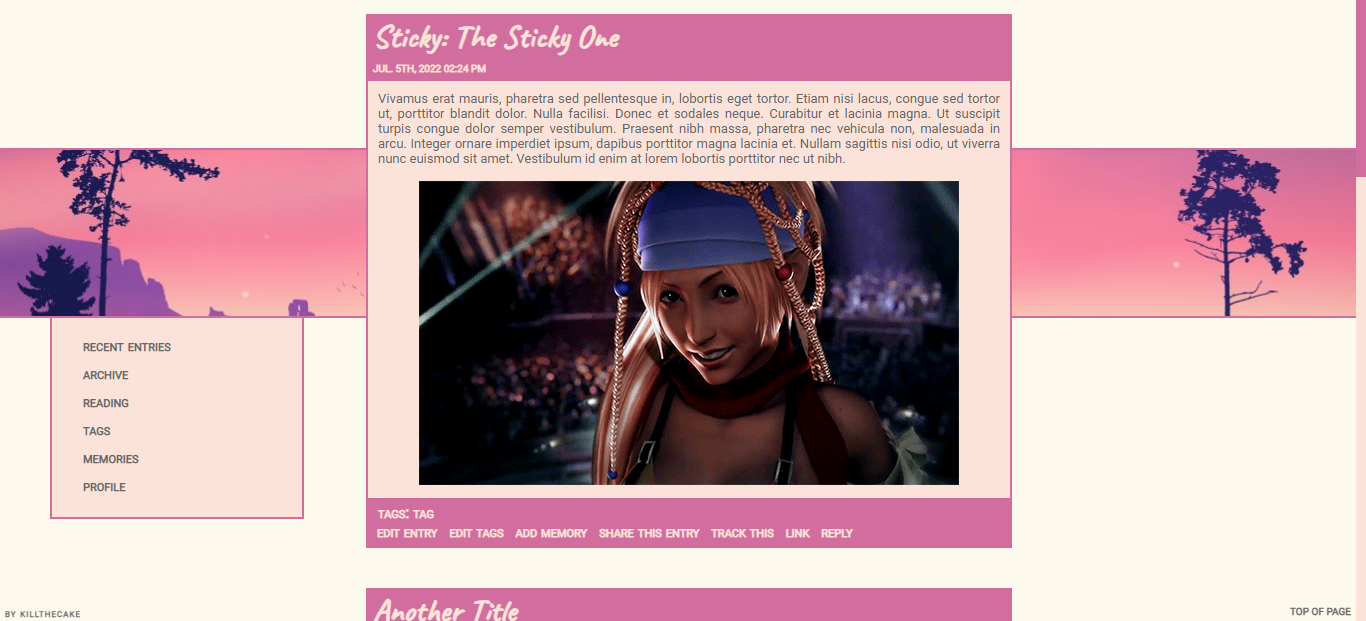 Sticky: The Sticky One
JUL. 5TH, 2022 02:24 PM
Vivamus erat mauris, pharetra sed pellentesque in, lobortis eget tortor. Etiam nisi lacus, congue sed tortor
ut, porttitor blandit dolor. Nulla facilisi. Donec et sodales neque. Curabitur et lacinia magna. Ut suscipit
turpis congue dolor semper vestibulum. Praesent nibh massa, pharetra nec vehicula non, malesuada in
arcu. Integer ornare imperdiet ipsum, dapibus porttitor magna lacinia et. Nullam sagittis nisi odio, ut viverra
nunc euismod sit amet. Vestibulum id enim at lorem lobortis porttitor nec ut nibh.
RECENT ENTRIES
ARCHIVE
READING
TAGS
MEMORIES
PROFILE
TAGS: TAG
EDIT ENTRY EDIT TAGS ADD MEMORY SHARE THIS ENTRY TRACK THIS LINK REPLY
Another Title
BY KILLTHECAKE
TOP OF PAGE